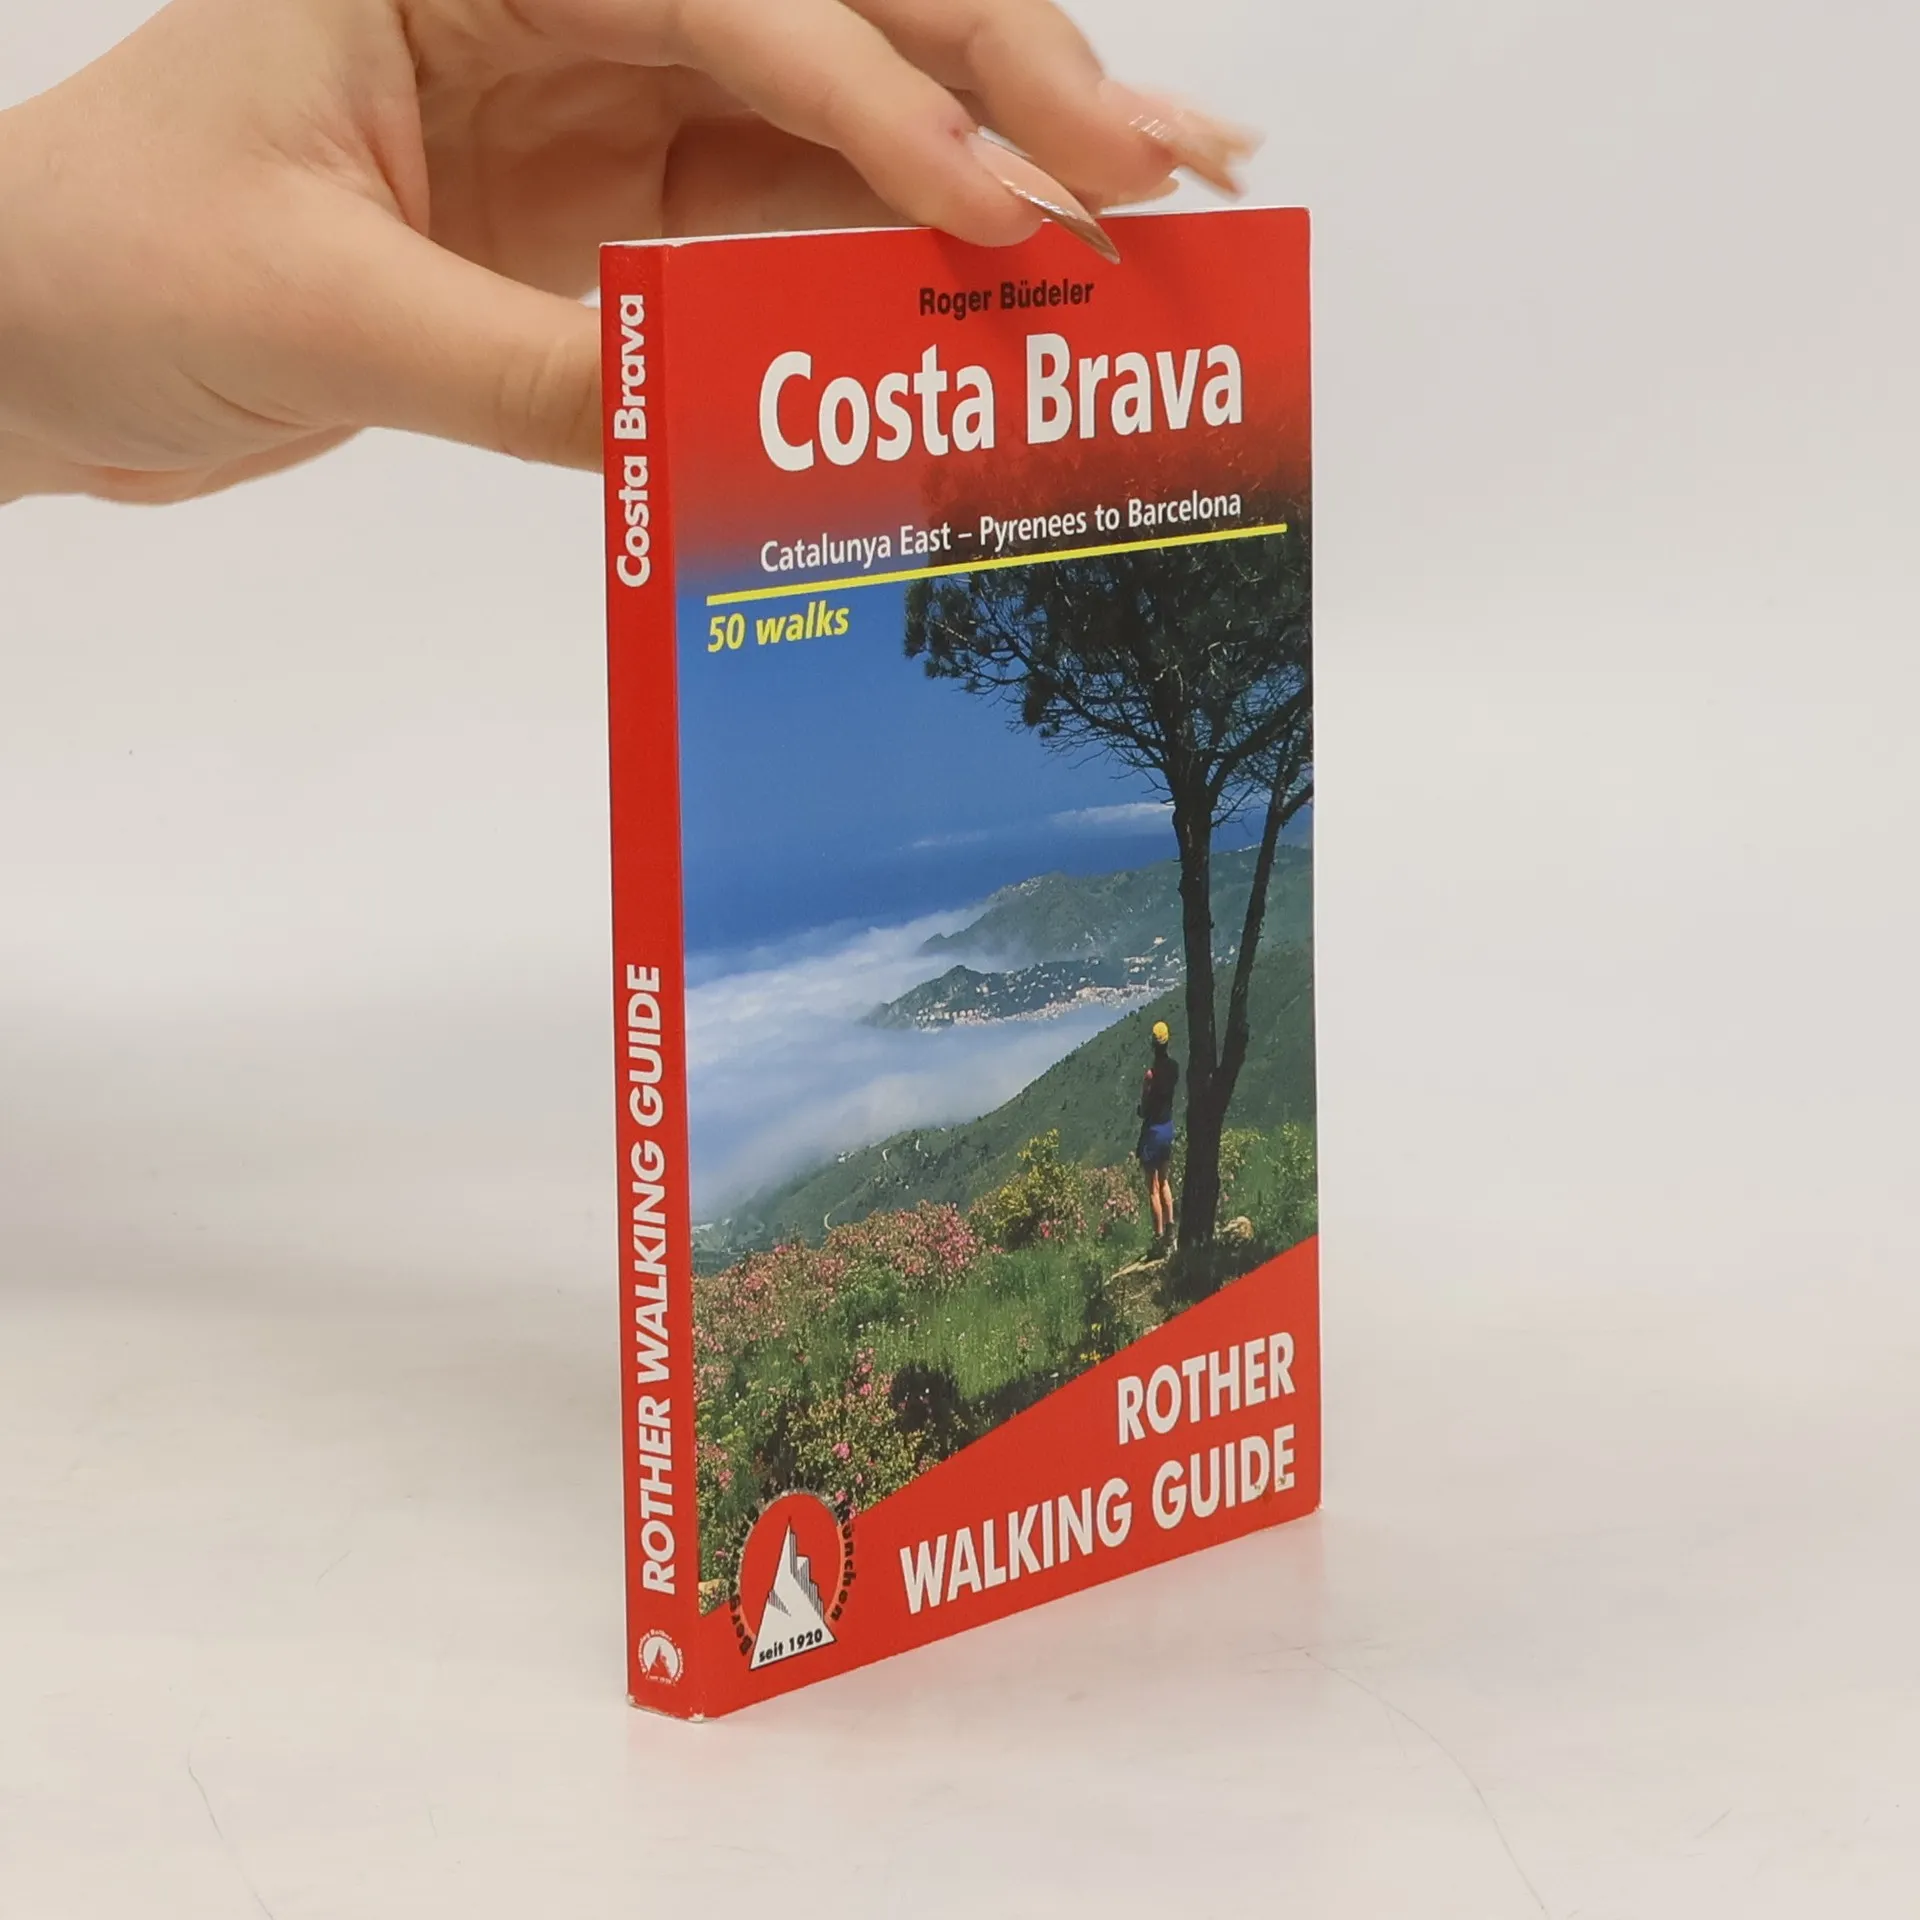 Roger Büdeler
Costa Brava
Catalunya East – Pyrenees to Barcelona
50 walks
ROTHER
WALKING GUIDE
seit 1920
Costa Brava
ROTHER WALKING GUIDE